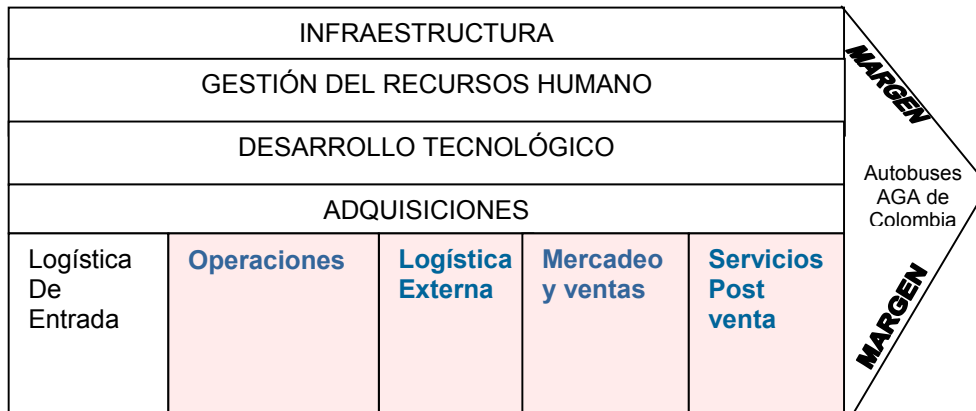 INFRAESTRUCTURA
GESTIÓN DEL RECURSOS HUMANO
DESARROLLO TECNOLÓGICO
ADQUISICIONES
Logística
De
Entrada
Operaciones
Logística
Externa
Mercadeo
y ventas
Servicios
Post
venta
MARGEN
Autobuses
AGA de
Colombia
MARGEN